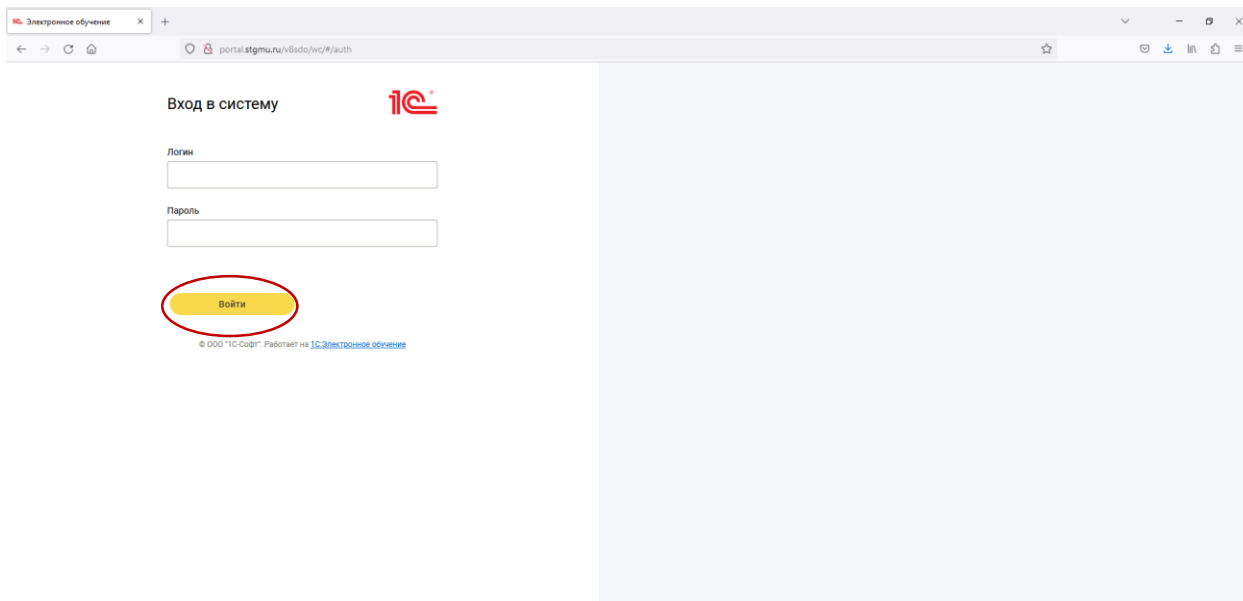 1С. Электронное обучение
portal.stgmu.ru/v8sdo/wc/#/auth
Вход в систему
1С
Логин
Пароль
Войти
© ООО "1С-Софт". Работает на 1С:Электронное обучение